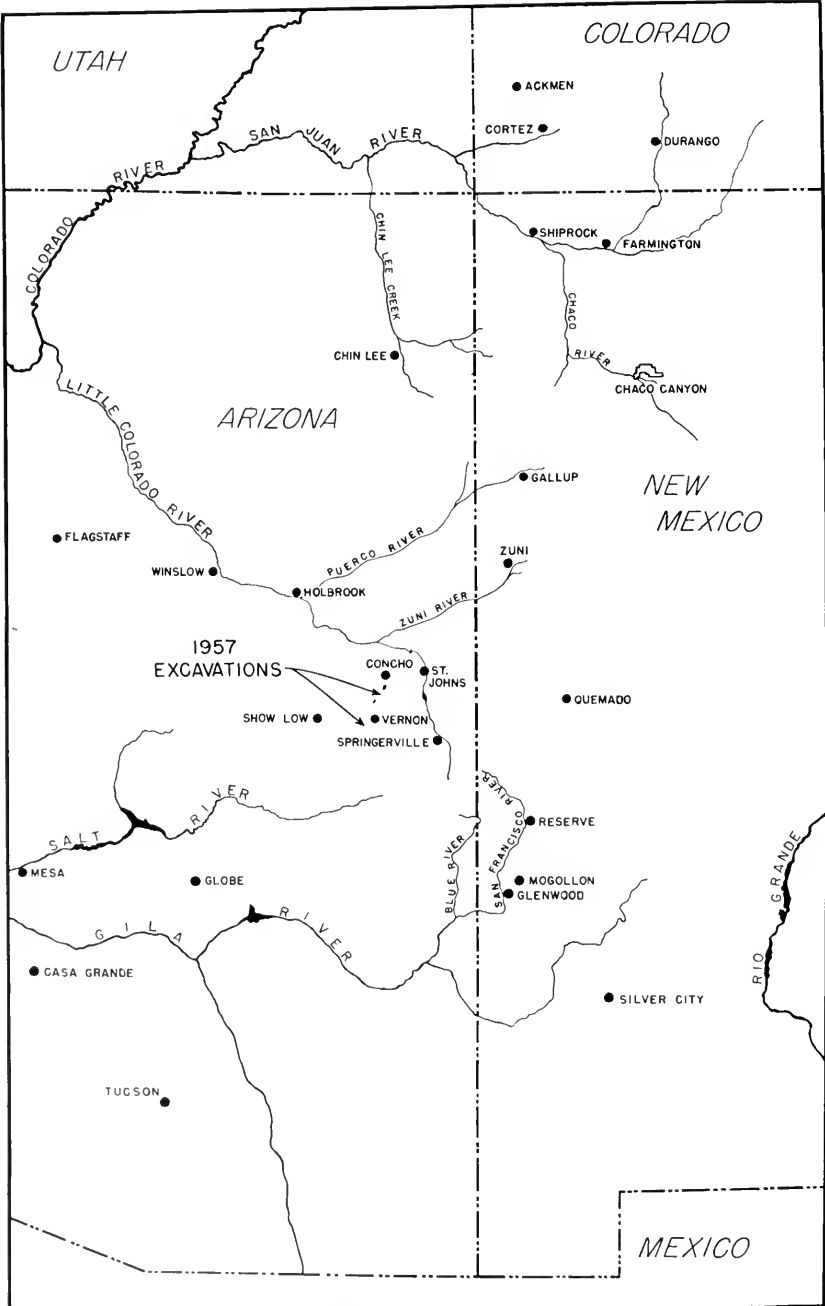 UTAH
COLORADO
ACKMEN
CORTEZ
DURANGO
SAN JUAN RIVER
COLORADO RIVER
SHIPROCK
FARMINGTON
CHIN LEE CREEK
CHACO RIVER
CHIN LEE
CHACO CANYON
LITTLE COLORADO RIVER
ARIZONA
GALLUP
NEW
MEXICO
FLAGSTAFF
PUERCO RIVER
ZUNI
WINSLOW
HOLBROOK
ZUNI RIVER
1957
EXCAVATIONS
CONCHO
ST.
JOHNS
QUEMADO
SHOW LOW
VERNON
SPRINGERVILLE
SALT RIVER
SAN FRANCISCO RIVER
BLUE RIVER
RESERVE
MESA
GLOBE
MOGOLLON
GLENWOOD
RIO GRANDE
GILA RIVER
CASA GRANDE
SILVER CITY
TUCSON
MEXICO